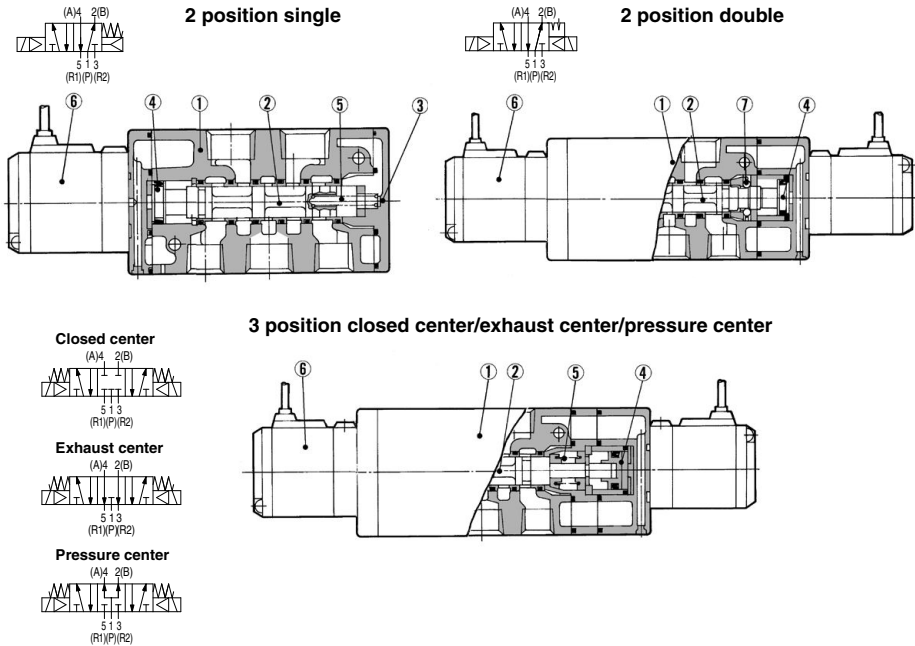 2 position single
(A)4 2(B)
5 1 3
(R1)(P)(R2)
⑥ ④ ① ② ⑤ ③
2 position double
(A)4 2(B)
5 1 3
(R1)(P)(R2)
⑥ ① ② ⑦ ④
3 position closed center/exhaust center/pressure center
⑥ ① ② ⑤ ④
Closed center
(A)4 2(B)
5 1 3
(R1)(P)(R2)
Exhaust center
(A)4 2(B)
5 1 3
(R1)(P)(R2)
Pressure center
(A)4 2(B)
5 1 3
(R1)(P)(R2)